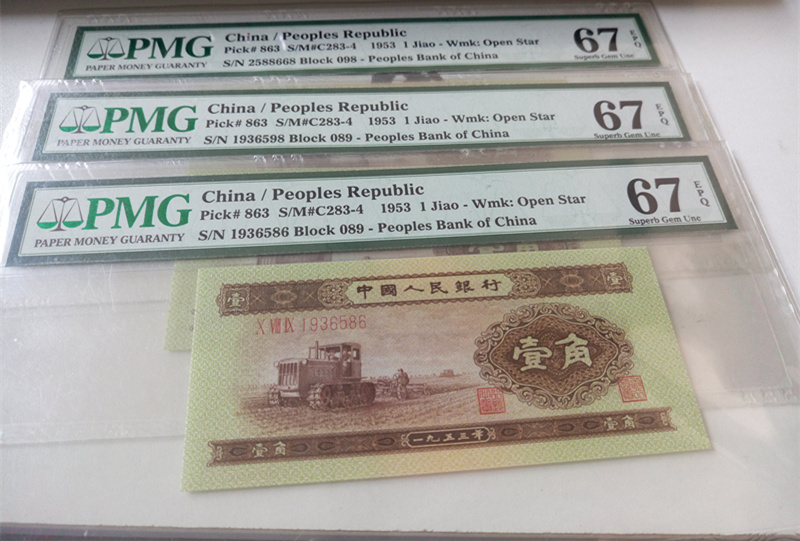 PMG
PAPER MONEY GUARANTY
China / Peoples Republic
Pick# 863 S/M#C283-4 1953 1 Jiao - Wmk: Open Star
S/N 2588668 Block 098 - Peoples Bank of China
67
EPQ
Superb Gem Unc
PMG
PAPER MONEY GUARANTY
China / Peoples Republic
Pick# 863 S/M#C283-4 1953 1 Jiao - Wmk: Open Star
S/N 1936598 Block 089 - Peoples Bank of China
67
EPQ
Superb Gem Unc
PMG
PAPER MONEY GUARANTY
China / Peoples Republic
Pick# 863 S/M#C283-4 1953 1 Jiao - Wmk: Open Star
S/N 1936586 Block 089 - Peoples Bank of China
67
EPQ
Superb Gem Unc
壹 中國人民銀行 壹
X VIII IX 1936586
壹角
壹角 一九五三年 壹角